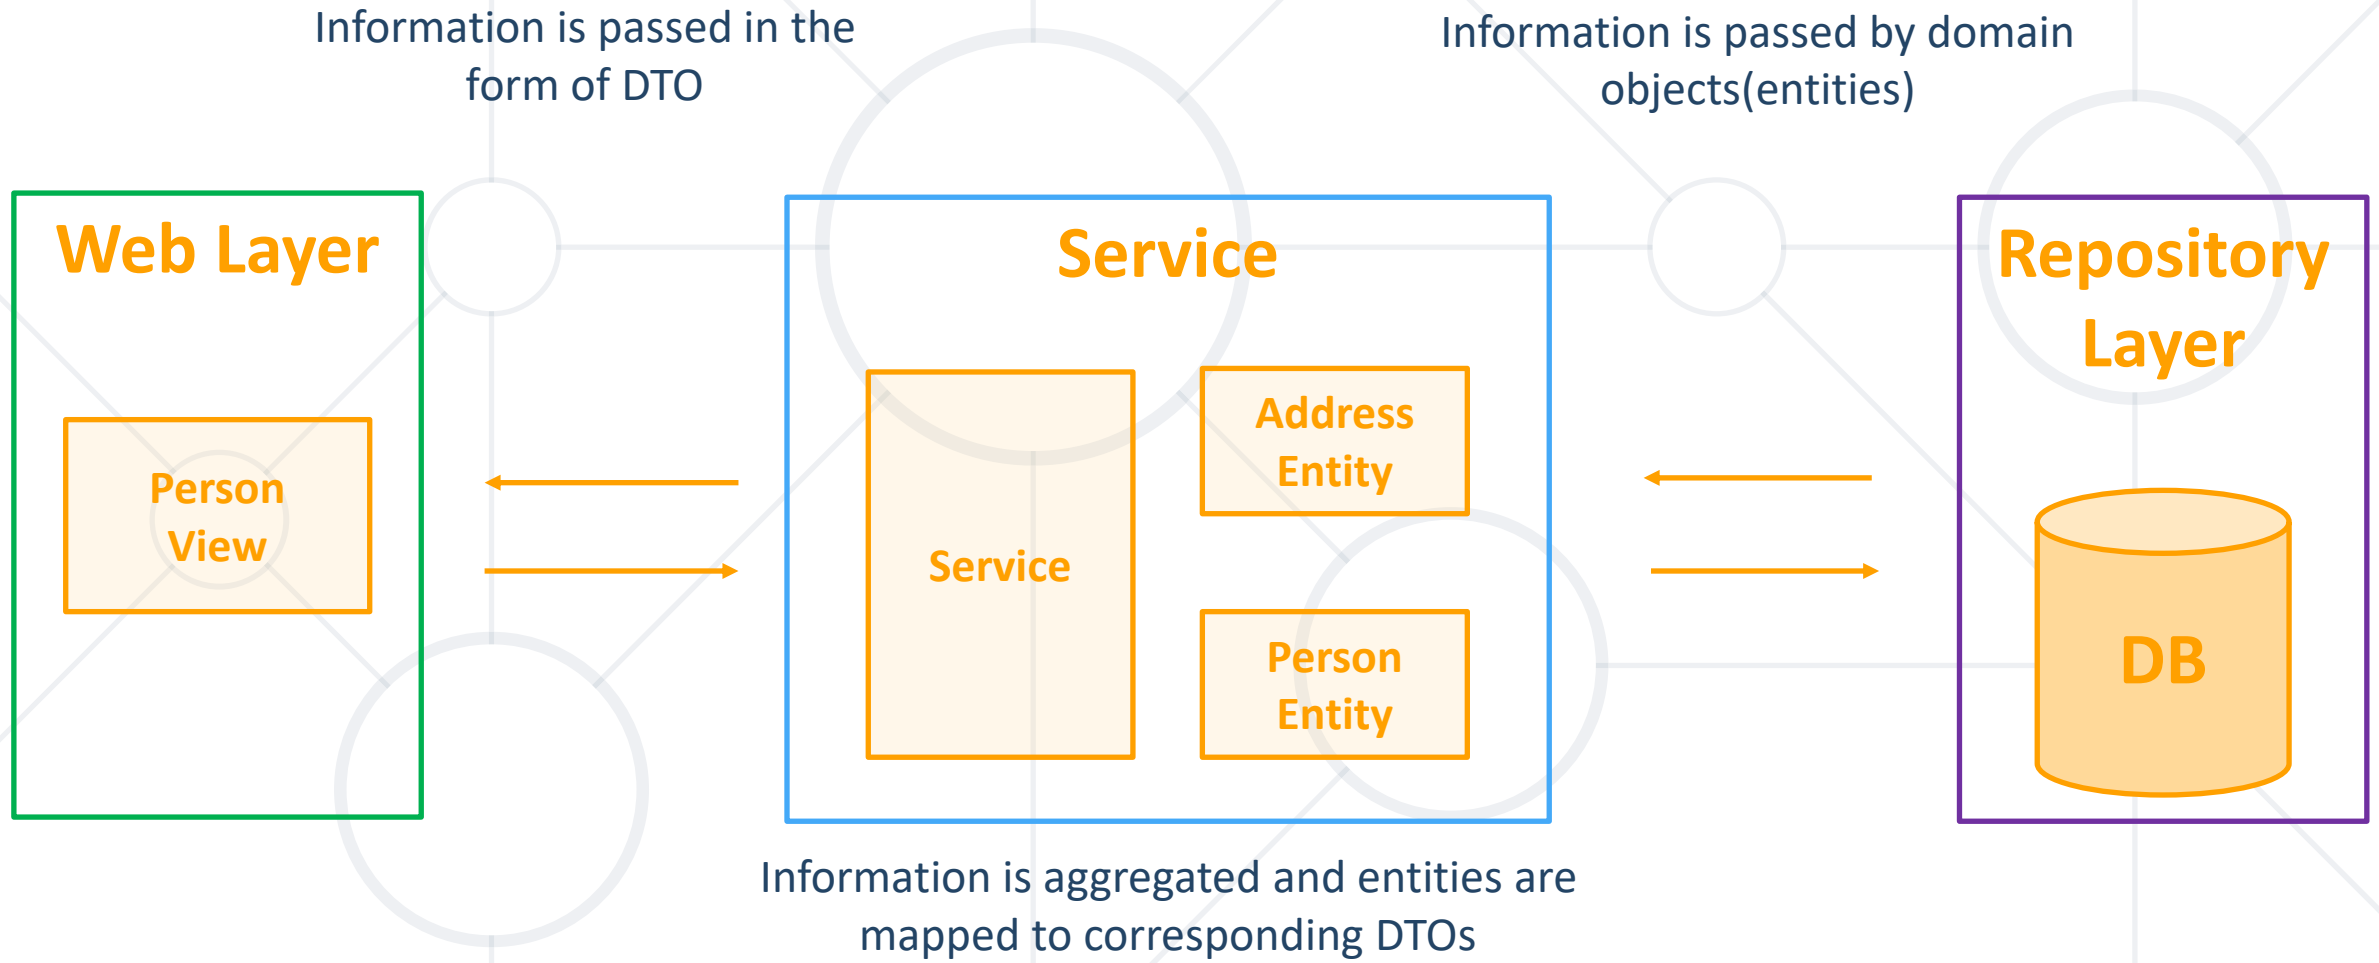 Information is passed in the
form of DTO
Information is passed by domain
objects(entities)
Web Layer
Person
View
Service
Service
Address
Entity
Person
Entity
Repository
Layer
DB
Information is aggregated and entities are
mapped to corresponding DTOs